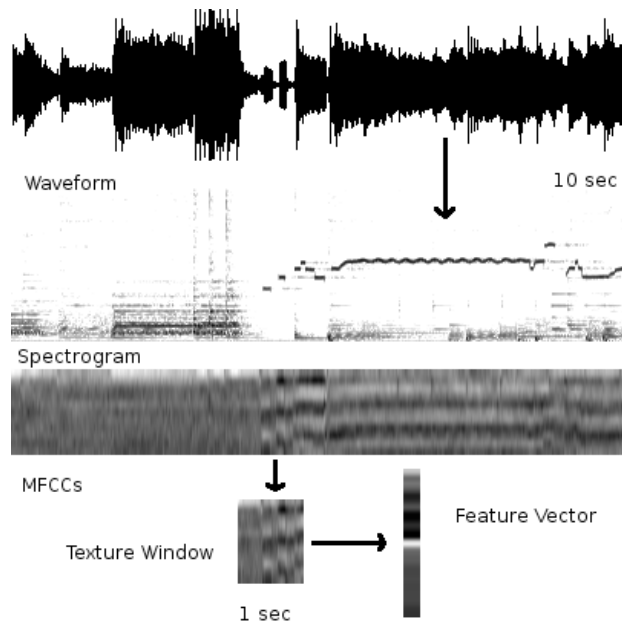 Waveform
10 sec
Spectrogram
MFCCs
Texture Window
Feature Vector
1 sec